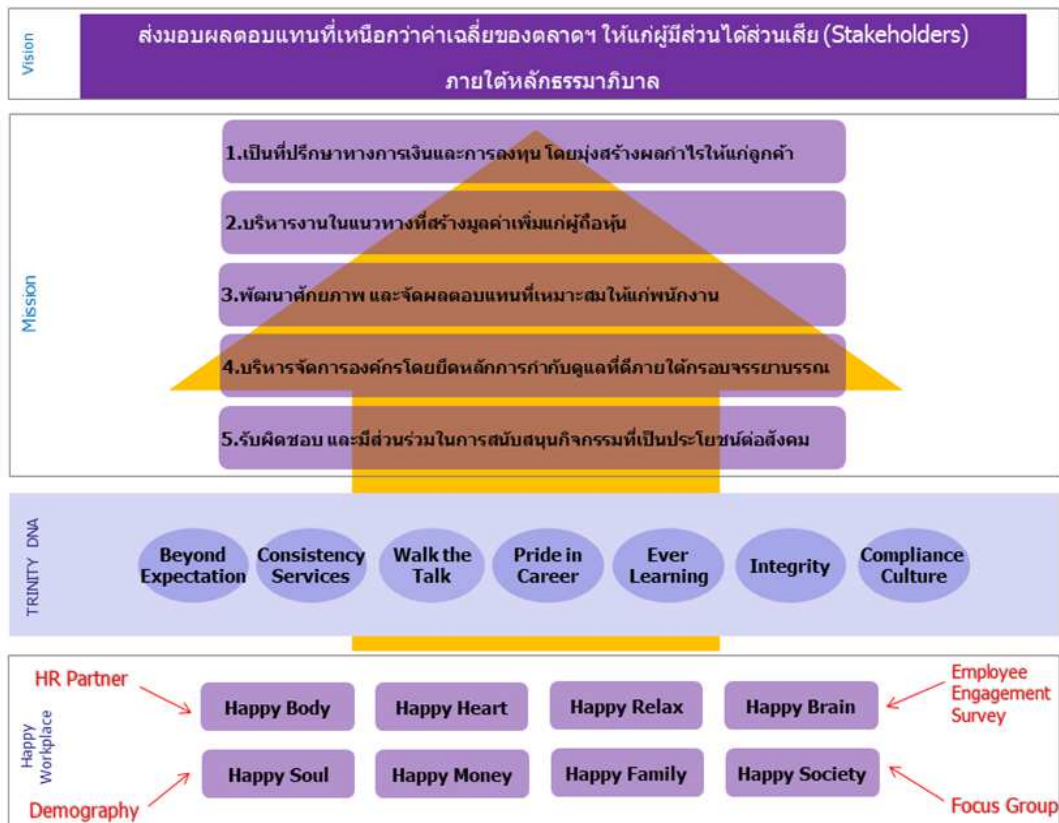 Vision
ส่งมอบผลตอบแทนที่เหนือกว่าค่าเฉลี่ยของตลาดฯ ให้แก่ผู้มีส่วนได้ส่วนเสีย (Stakeholders)
ภายใต้หลักธรรมาภิบาล
Mission
1.เป็นที่ปรึกษาทางการเงินและการลงทุน โดยมุ่งสร้างผลกำไรให้แก่ลูกค้า
2.บริหารงานในแนวทางที่สร้างมูลค่าเพิ่มแก่ผู้ถือหุ้น
3.พัฒนาศักยภาพ และจัดผลตอบแทนที่เหมาะสมให้แก่พนักงาน
4.บริหารจัดการองค์กรโดยยึดหลักการกำกับดูแลที่ดีภายใต้กรอบจรรยาบรรณ
5.รับผิดชอบ และมีส่วนร่วมในการสนับสนุนกิจกรรมที่เป็นประโยชน์ต่อสังคม
TRINITY DNA
Beyond
Expectation
Consistency
Services
Walk the
Talk
Pride in
Career
Ever
Learning
Integrity
Compliance
Culture
Happy
Workplace
HR Partner
Happy Body
Happy Heart
Happy Relax
Happy Brain
Employee
Engagement
Survey
Demography
Happy Soul
Happy Money
Happy Family
Happy Society
Focus Group